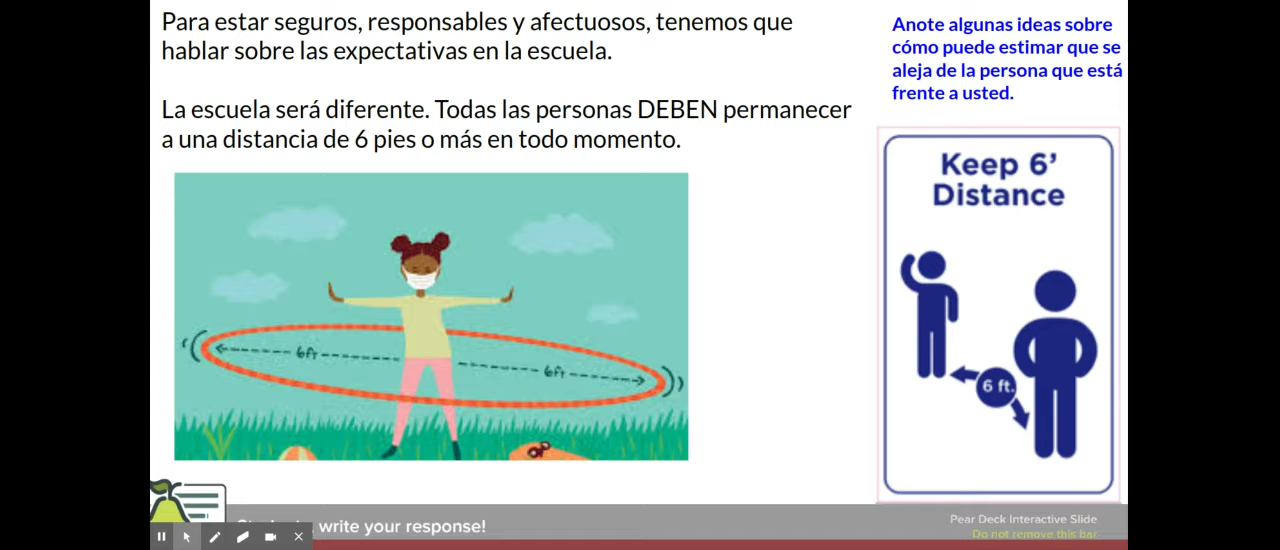 Para estar seguros, responsables y afectuosos, tenemos que
hablar sobre las expectativas en la escuela.
La escuela será diferente. Todas las personas DEBEN permanecer
a una distancia de 6 pies o más en todo momento.
6ft
6ft
Anote algunas ideas sobre
cómo puede estimar que se
aleja de la persona que está
frente a usted.
Keep 6’
Distance
6 ft.
write your response!
Pear Deck Interactive Slide
Do not remove this bar